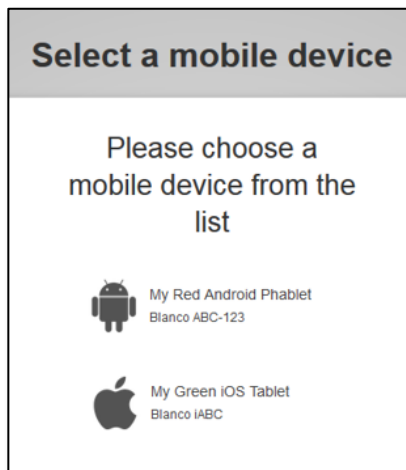 Select a mobile device
Please choose a
mobile device from the
list
My Red Android Phablet
Blanco ABC-123
My Green iOS Tablet
Blanco iABC